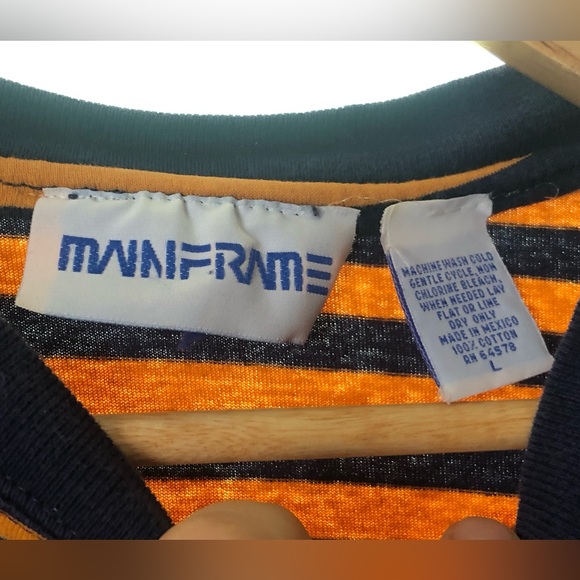 MAINFRAME
MACHINE WASH COLD
GENTLE CYCLE, NON
CHLORINE BLEACH,
WHEN NEEDED LAY
FLAT OR LINE
DRY ONLY
MADE IN MEXICO
100% COTTON
RN 64578
L